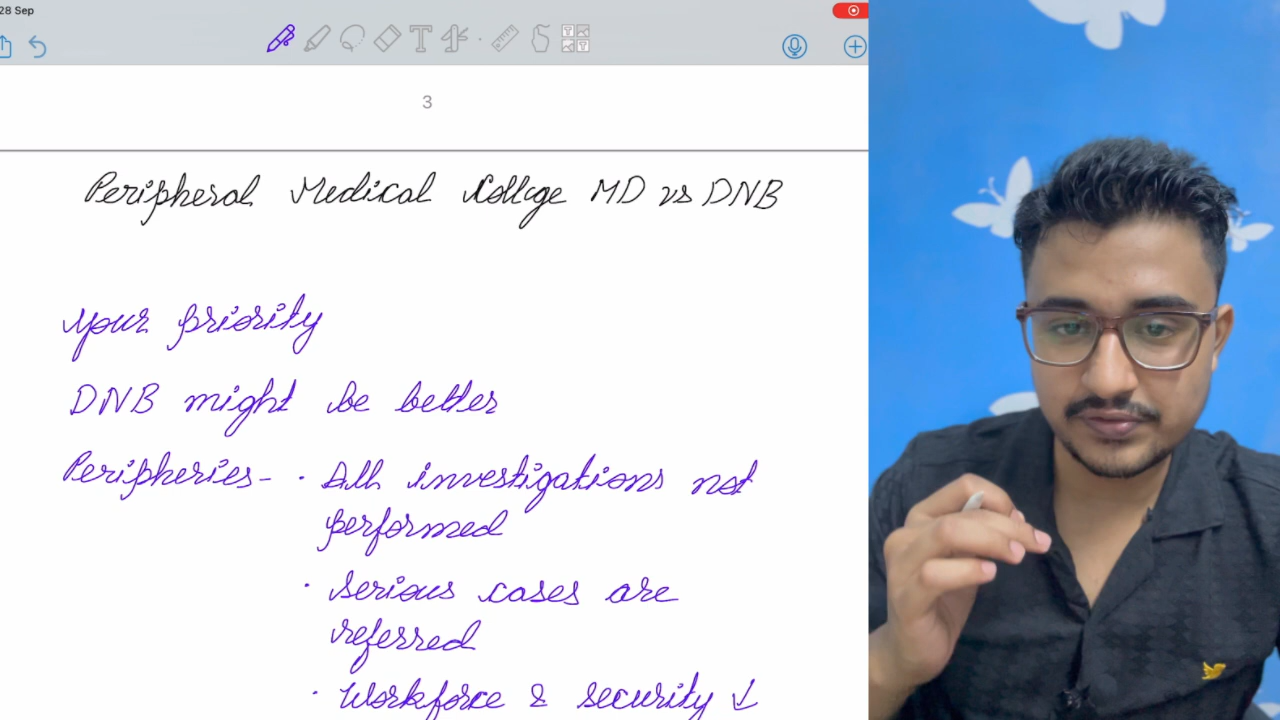 28 Sep
3
Peripheral Medical College MD vs DNB
Your priority
DNB might be better
Peripheries - · All investigations not
performed
· Serious cases are
referred
· Workforce & security ↓